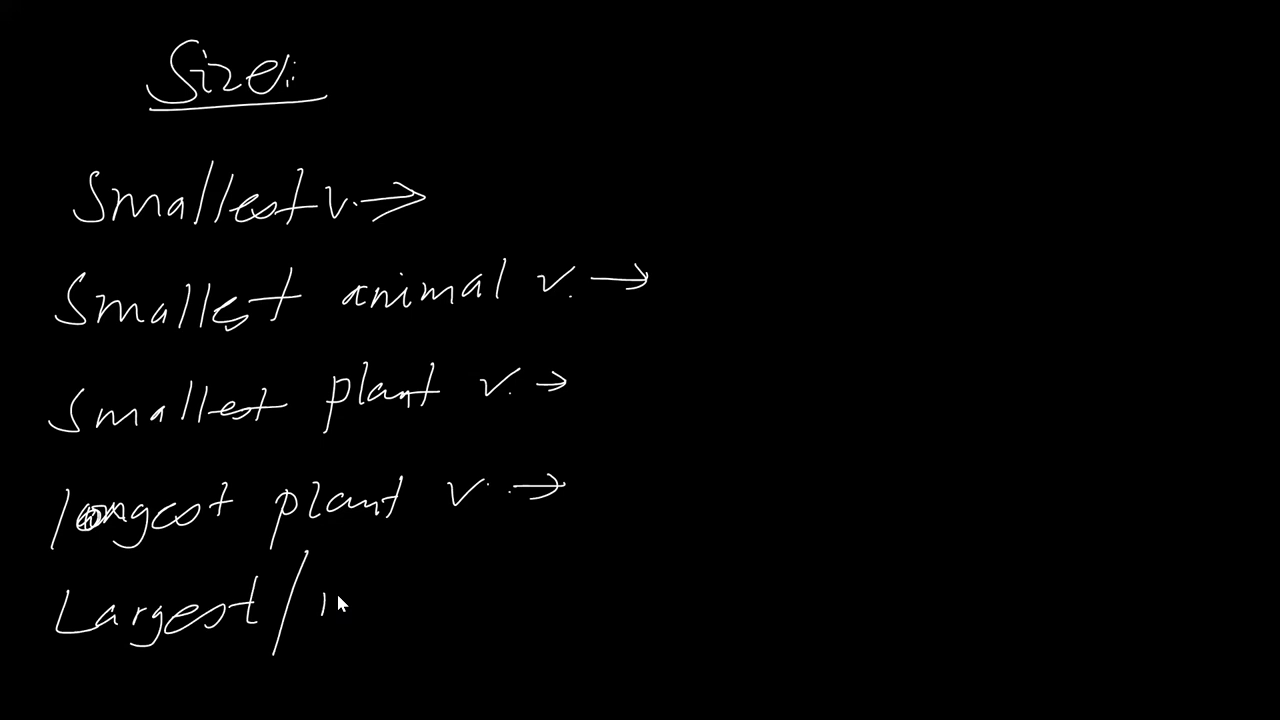 Size:
Smallest v. →
Smallest animal v. →
Smallest plant v. →
longest plant v. →
Largest /